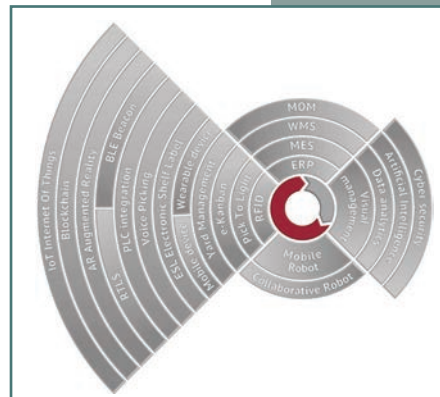 IoT Internet Of Things
Blockchain
AR Augmented Reality
BLE Beacon
RTLS
PLC integration
Voice Picking
ESL Electronic Shelf Label
Wearable device
Mobile device
Yard Management
e-Kanban
Pick To Light
RFID
MOM
WMS
MES
ERP
Visual
management
Data analytics
Artificial Intelligence
Cyber security
Mobile
Robot
Collaborative Robot